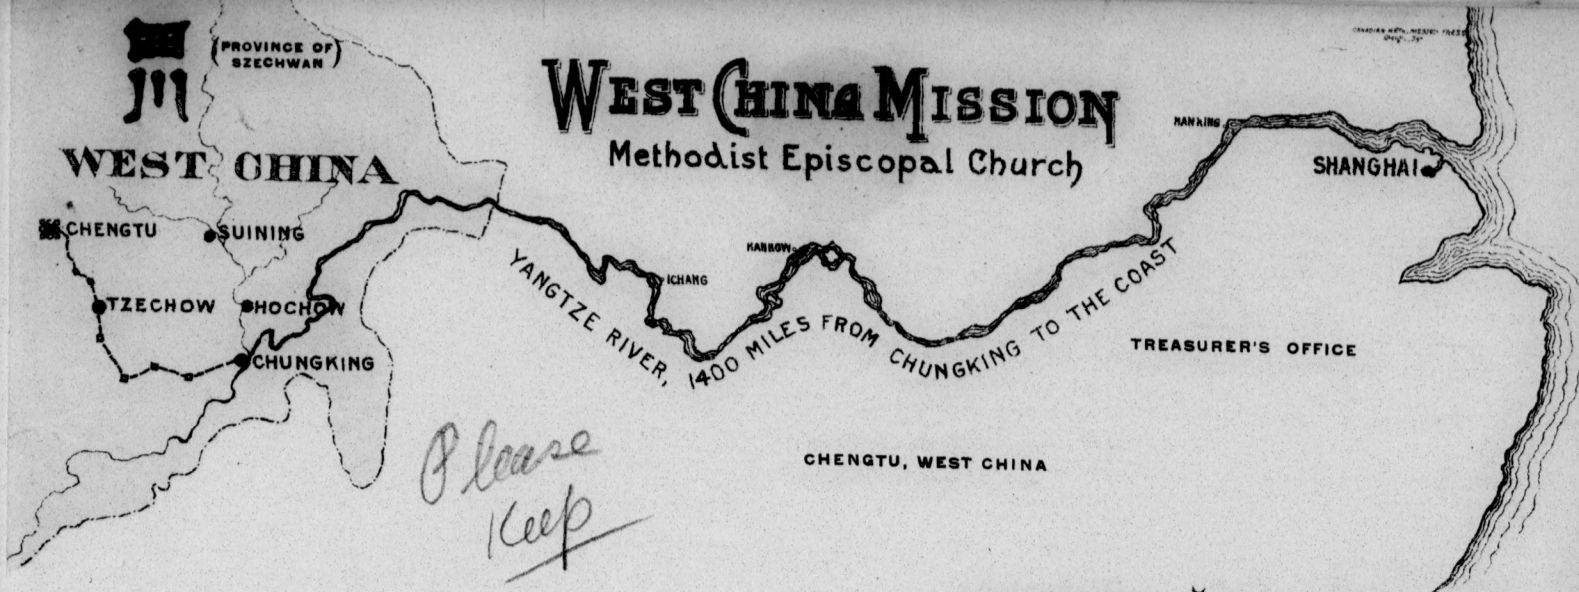 四川
(PROVINCE OF
SZECHWAN)
WEST CHINA
WEST CHINA MISSION
Methodist Episcopal Church
NANKING
SHANGHAI
CHENGTU
SUINING
TZECHOW
HOCHOW
CHUNGKING
ICHANG
HANKOW
YANGTZE RIVER, 1400 MILES FROM CHUNGKING TO THE COAST
TREASURER'S OFFICE
CHENGTU, WEST CHINA
Please
Keep